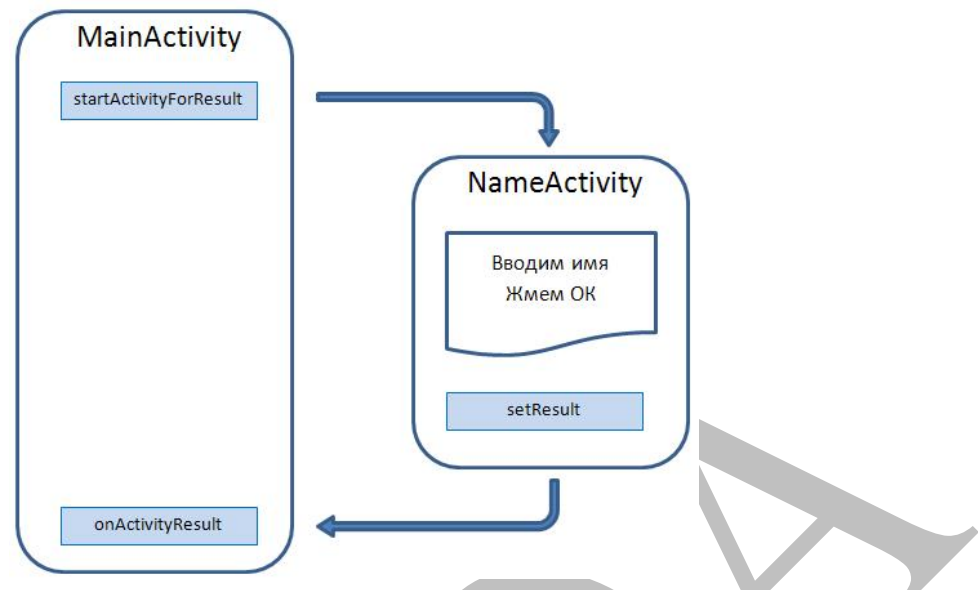 MainActivity
startActivityForResult
NameActivity
Вводим имя
Жмем ОК
setResult
onActivityResult